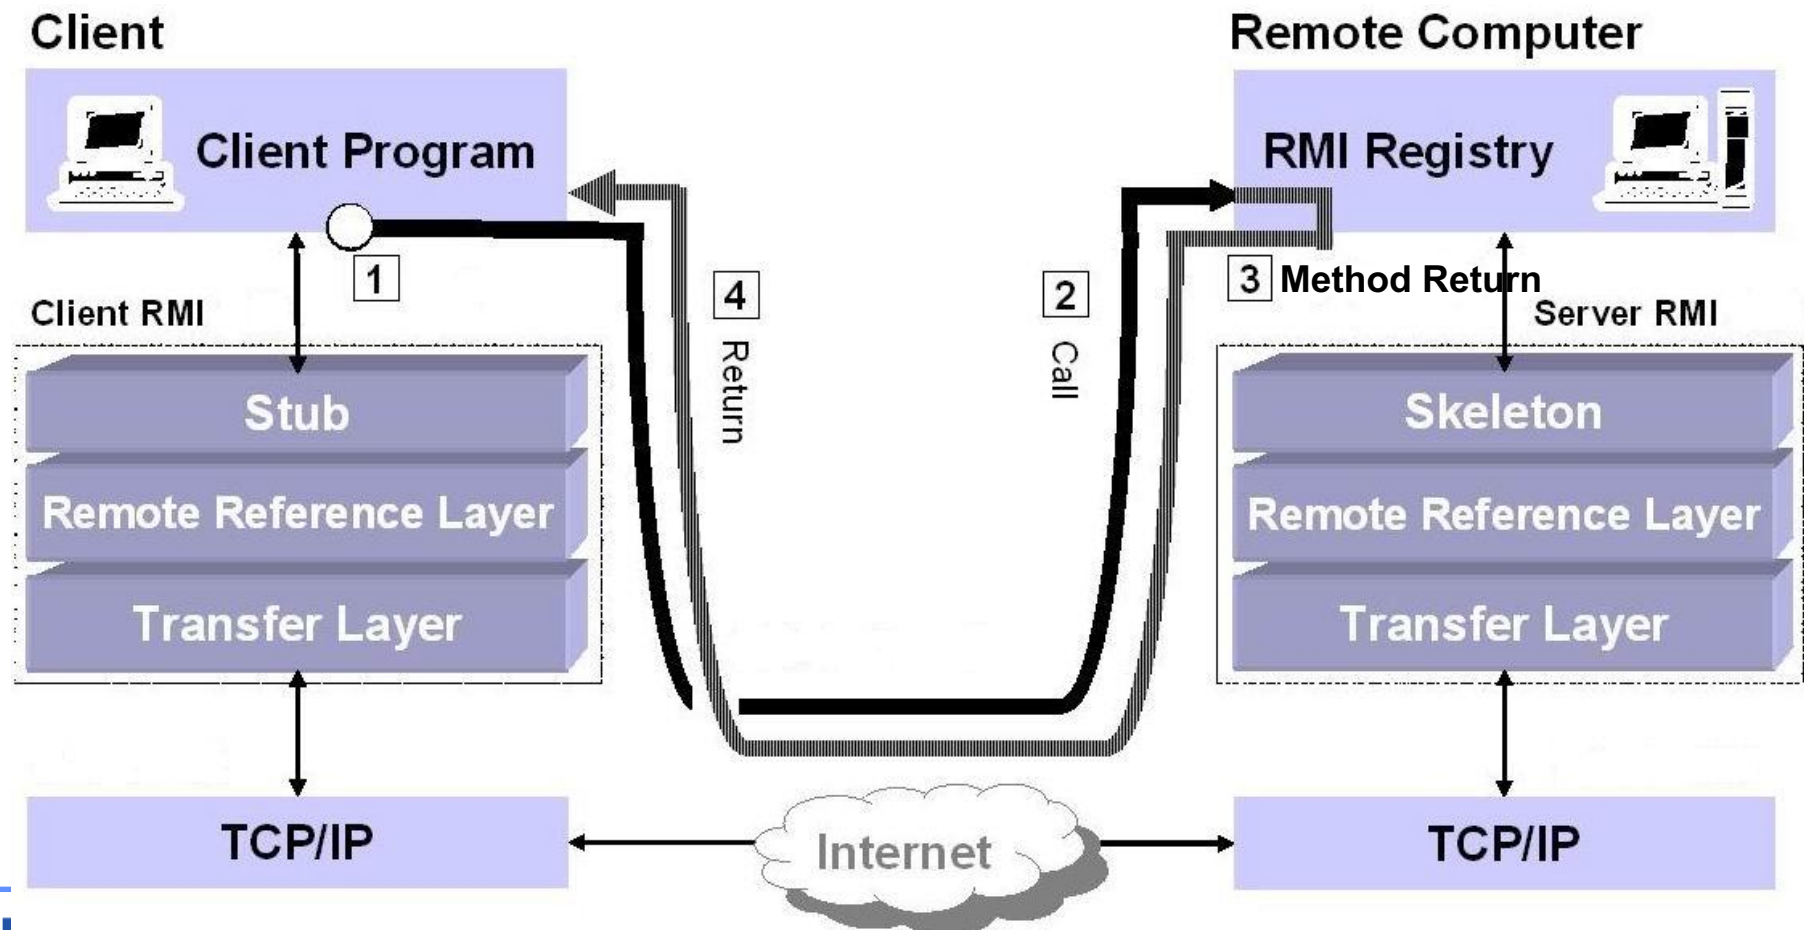 Client
Client Program
1
Client RMI
Stub
Remote Reference Layer
Transfer Layer
TCP/IP
4
Return
2
Call
Internet
Remote Computer
RMI Registry
3 Method Return
Server RMI
Skeleton
Remote Reference Layer
Transfer Layer
TCP/IP